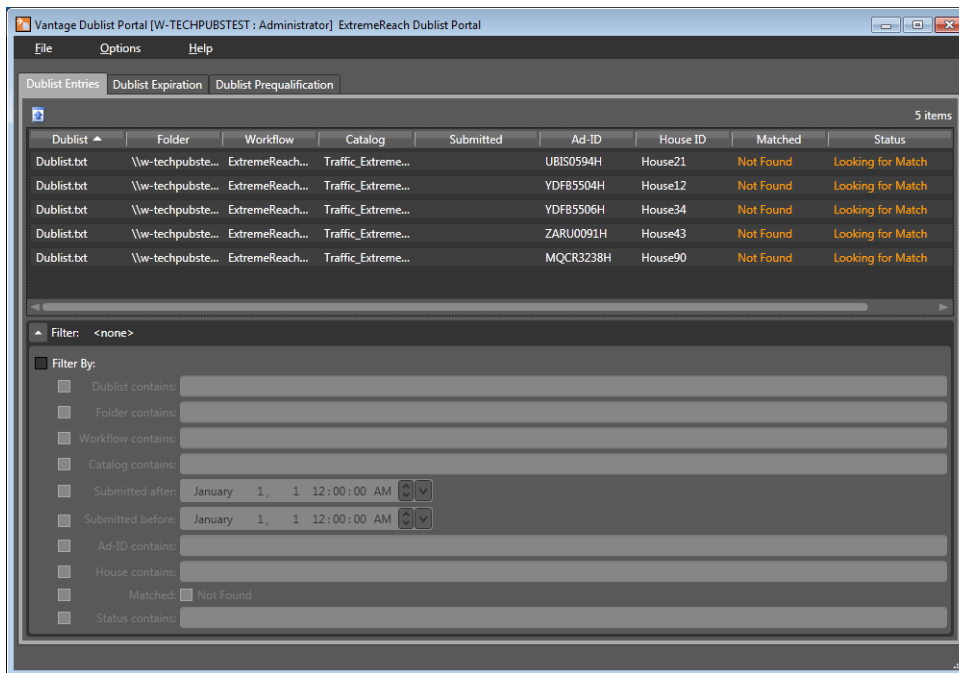 Vantage Dublist Portal [W-TECHPUBSTEST : Administrator] ExtremeReach Dublist Portal
File Options Help
Dublist Entries Dublist Expiration Dublist Prequalification
5 items
Dublist Folder Workflow Catalog Submitted Ad-ID House ID Matched Status
Dublist.txt \\w-techpubste... ExtremeReach... Traffic_Extreme... UBIS0594H House21 Not Found Looking for Match
Dublist.txt \\w-techpubste... ExtremeReach... Traffic_Extreme... YDFB5504H House12 Not Found Looking for Match
Dublist.txt \\w-techpubste... ExtremeReach... Traffic_Extreme... YDFB5506H House34 Not Found Looking for Match
Dublist.txt \\w-techpubste... ExtremeReach... Traffic_Extreme... ZARU0091H House43 Not Found Looking for Match
Dublist.txt \\w-techpubste... ExtremeReach... Traffic_Extreme... MQCR3238H House90 Not Found Looking for Match
Filter: <none>
Filter By:
Dublist contains:
Folder contains:
Workflow contains:
Catalog contains:
Submitted after: January 1, 1 12:00:00 AM
Submitted before: January 1, 1 12:00:00 AM
Ad-ID contains:
House contains:
Matched: Not Found
Status contains: